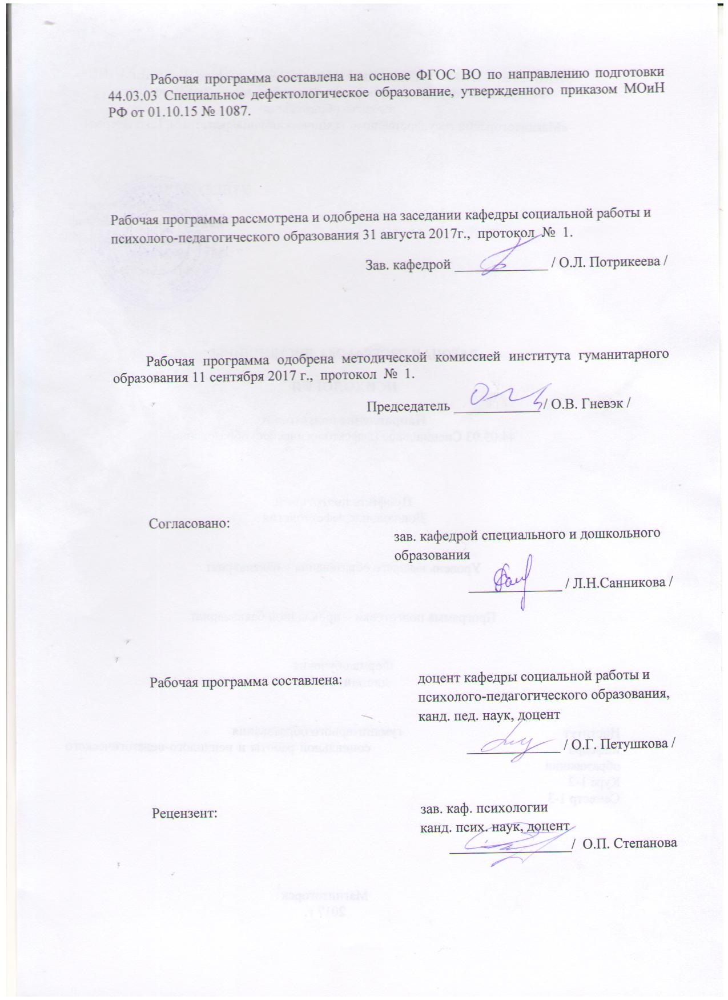 Рабочая программа составлена на основе ФГОС ВО по направлению подготовки
44.03.03 Специальное дефектологическое образование, утвержденного приказом МОиН
РФ от 01.10.15 № 1087.
Рабочая программа рассмотрена и одобрена на заседании кафедры социальной работы и
психолого-педагогического образования 31 августа 2017г., протокол № 1.
Зав. кафедрой _____________ / О.Л. Потрикеева /
Рабочая программа одобрена методической комиссией института гуманитарного
образования 11 сентября 2017 г., протокол № 1.
Председатель ____________ / О.В. Гневэк /
Согласовано:
зав. кафедрой специального и дошкольного
образования
_____________ / Л.Н.Санникова /
Рабочая программа составлена:
доцент кафедры социальной работы и
психолого-педагогического образования,
канд. пед. наук, доцент
_____________ / О.Г. Петушкова /
Рецензент:
зав. каф. психологии
канд. псих. наук, доцент
_________________/ О.П. Степанова